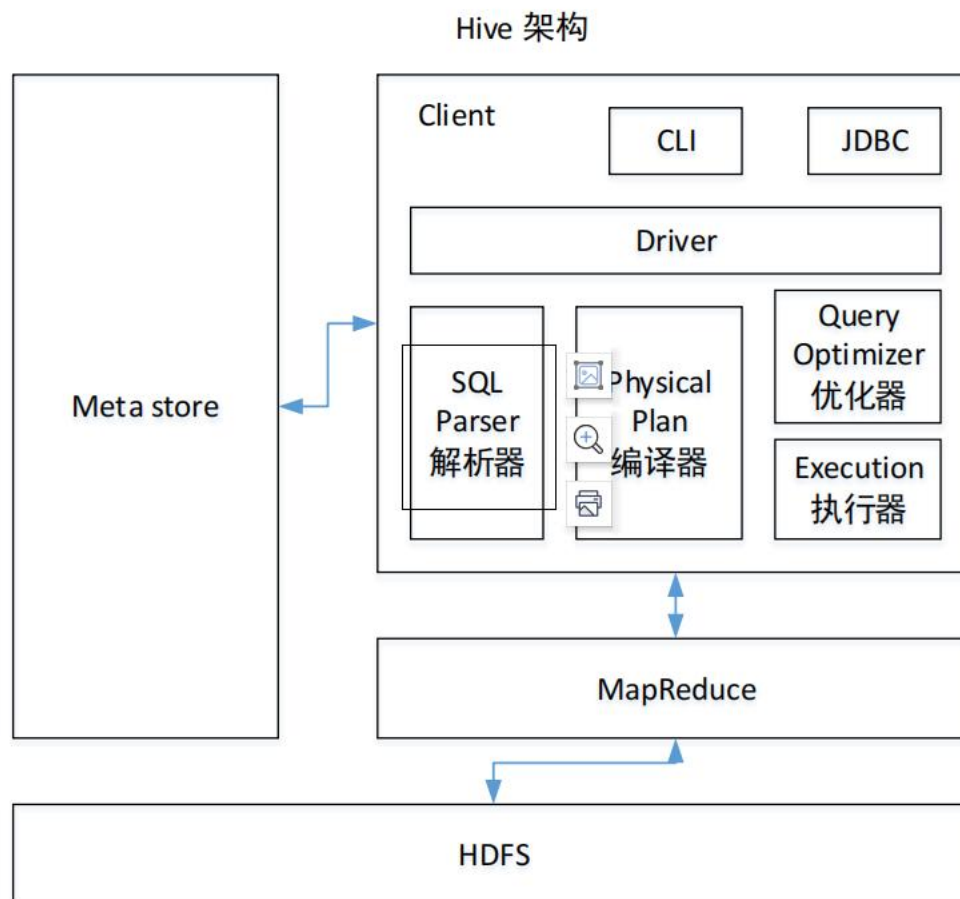 Hive 架构
Client
CLI
JDBC
Driver
Meta store
SQL
Parser
解析器
Physical
Plan
编译器
Query
Optimizer
优化器
Execution
执行器
MapReduce
HDFS